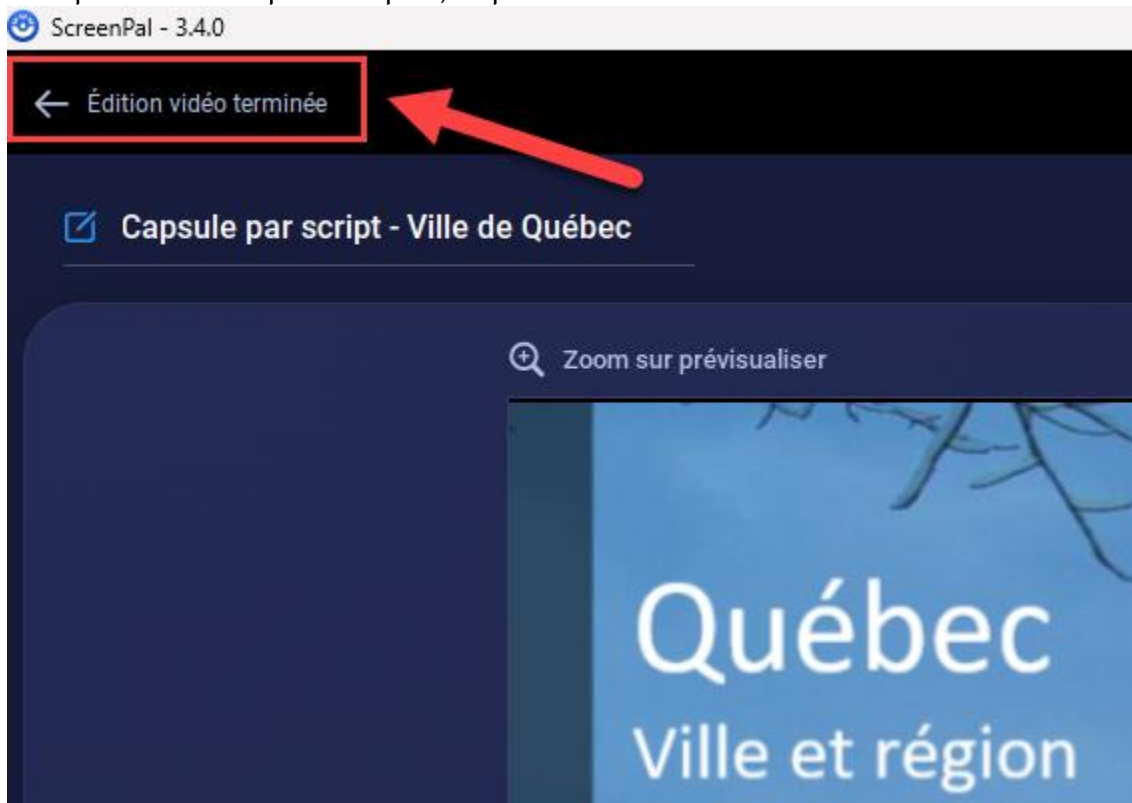 ScreenPal - 3.4.0
Édition vidéo terminée
Capsule par script - Ville de Québec
Zoom sur prévisualiser
Québec
Ville et région